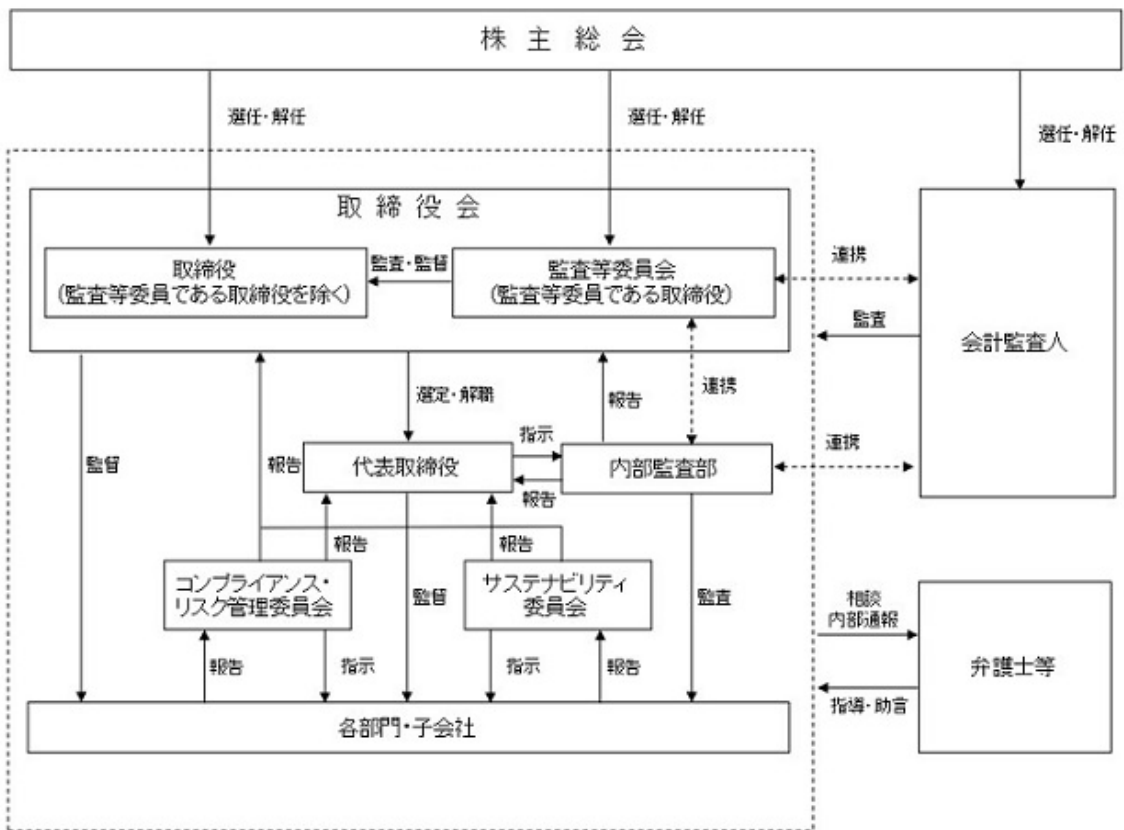 株主総会
選任・解任
選任・解任
選任・解任
取締役会
取締役
(監査等委員である取締役を除く)
監査・監督
監査等委員会
(監査等委員である取締役)
連携
監査
会計監査人
選定・解職
報告
連携
監督
報告
代表取締役
指示
報告
内部監査部
連携
報告
報告
コンプライアンス・
リスク管理委員会
監督
サステナビリティ
委員会
監査
相談
内部通報
弁護士等
指導・助言
報告
指示
指示
報告
各部門・子会社